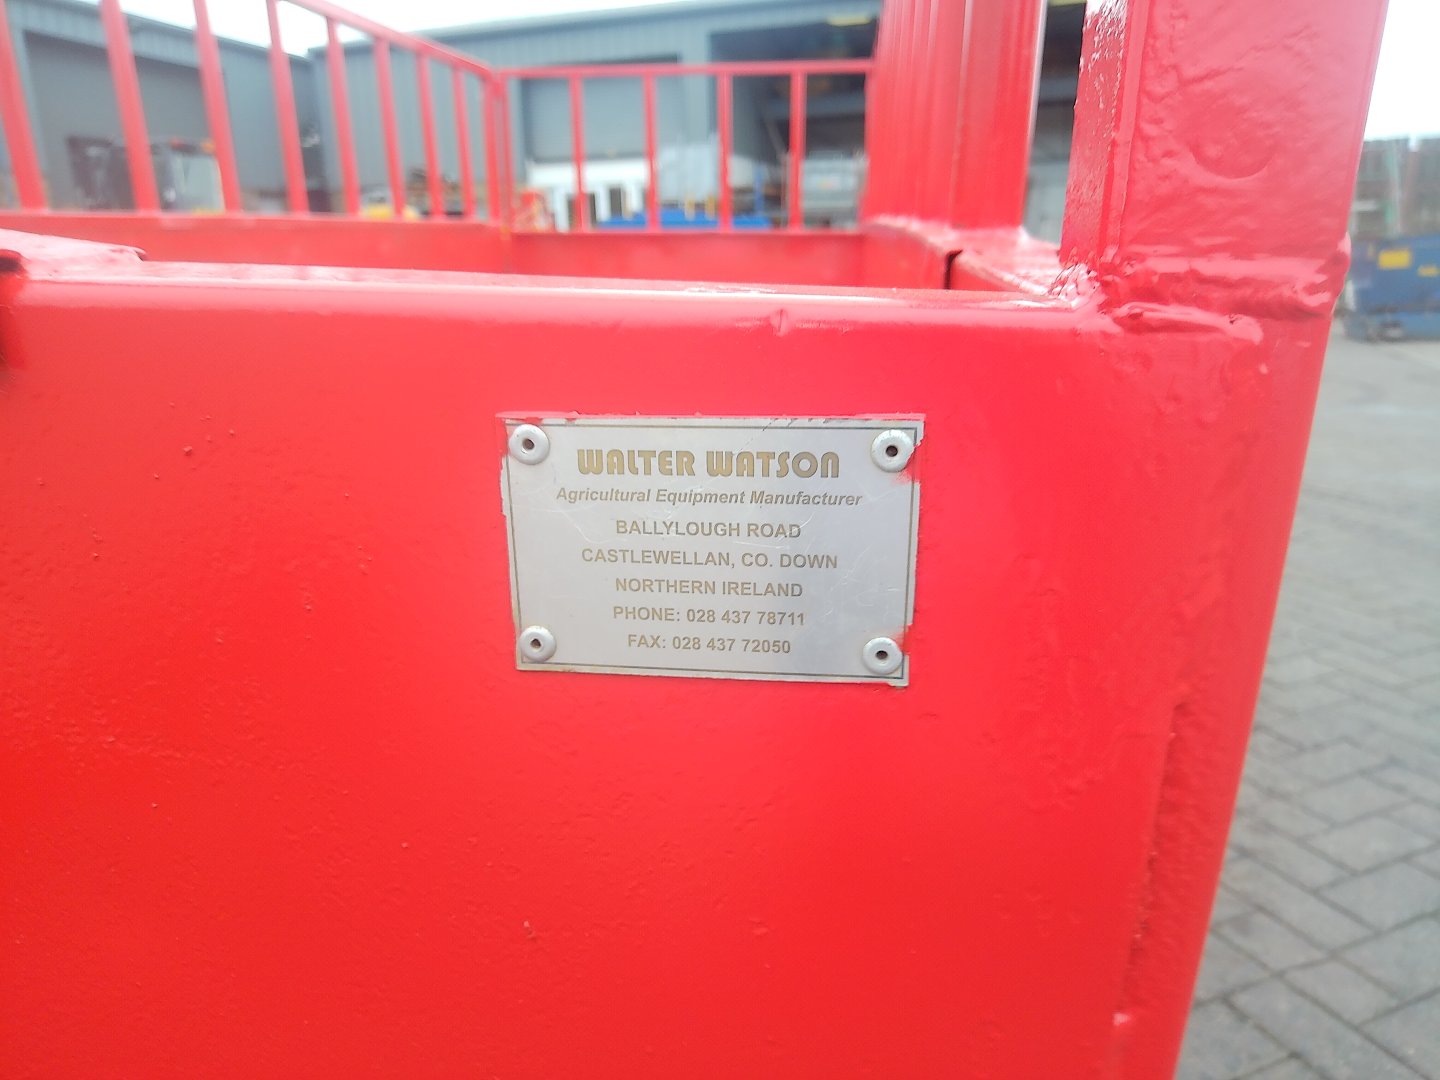 WALTER WATSON
Agricultural Equipment Manufacturer
BALLYLOUGH ROAD
CASTLEWELLAN, CO. DOWN
NORTHERN IRELAND
PHONE: 028 437 78711
FAX: 028 437 72050